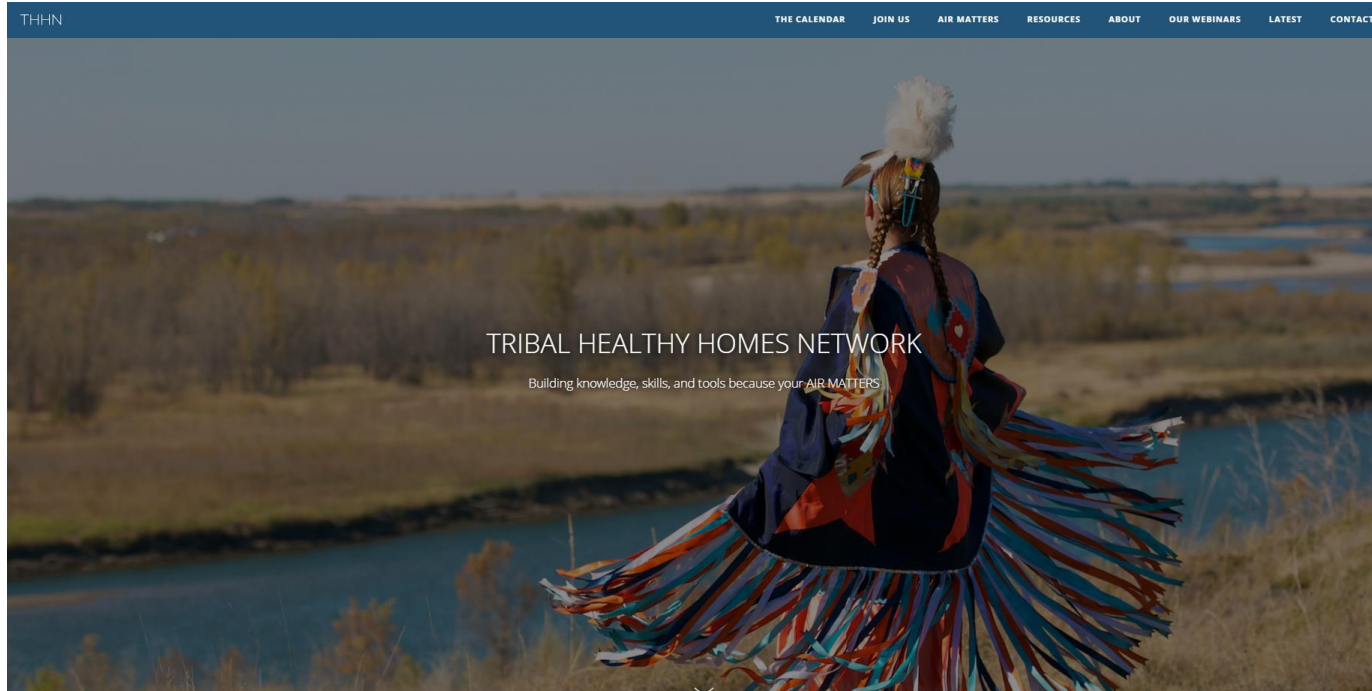 THHN
THE CALENDAR JOIN US AIR MATTERS RESOURCES ABOUT OUR WEBINARS LATEST CONTACT
TRIBAL HEALTHY HOMES NETWORK
Building knowledge, skills, and tools because your AIR MATTERS